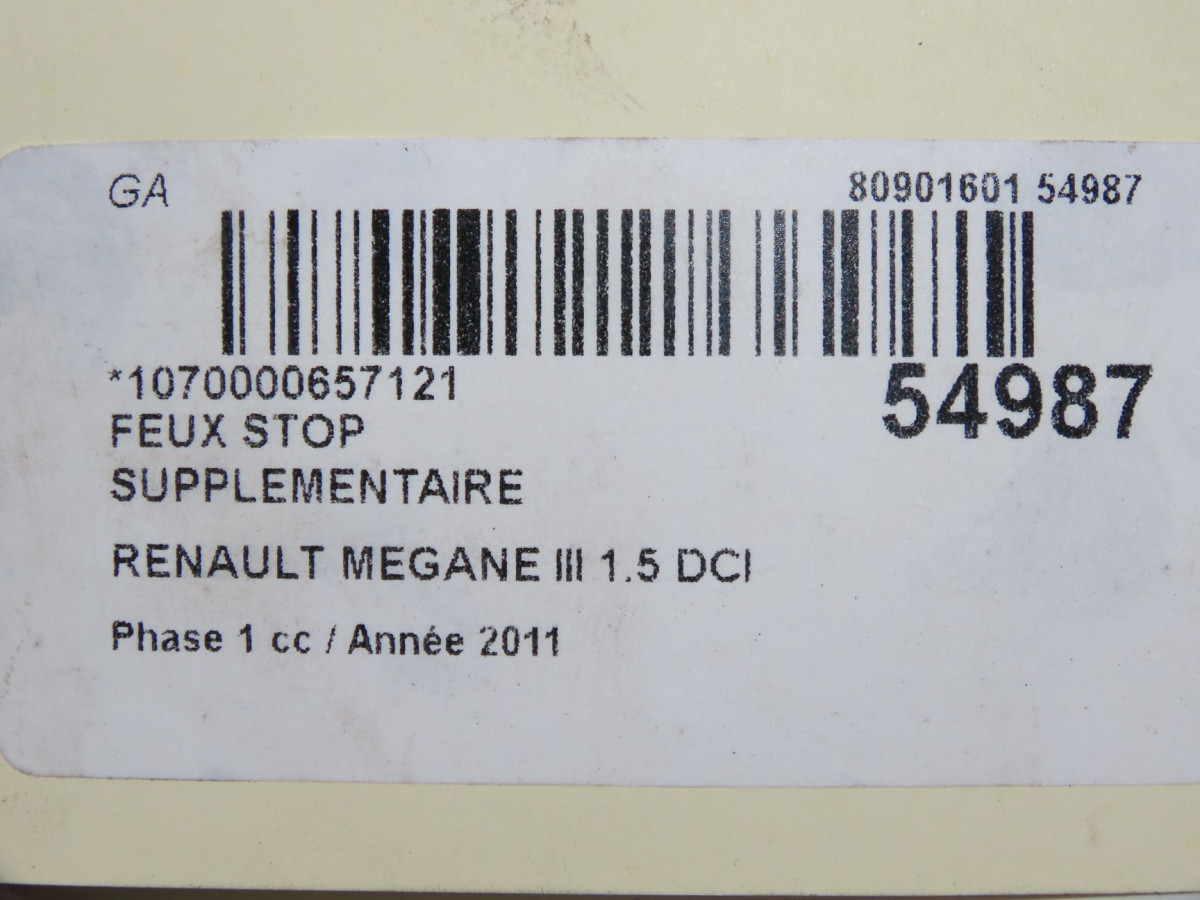 GA
80901601 54987
*1070000657121
54987
FEUX STOP
SUPPLEMENTAIRE
RENAULT MEGANE III 1.5 DCI
Phase 1 cc / Année 2011